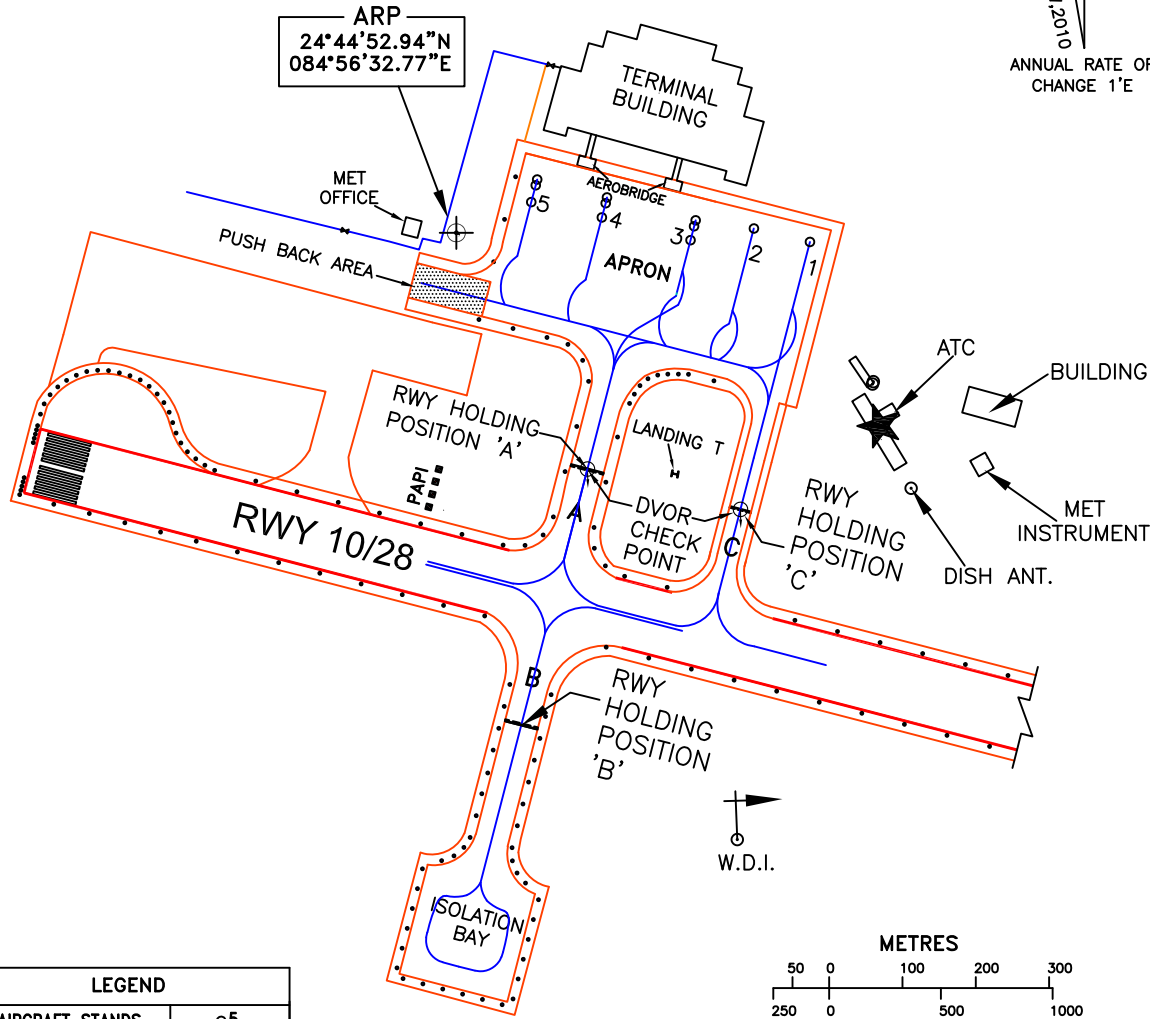 ARP
24°44'52.94"N
084°56'32.77"E
,2010
ANNUAL RATE OF
CHANGE 1'E
TERMINAL
BUILDING
MET
OFFICE
AEROBRIDGE
PUSH BACK AREA
5
4
3
2
1
APRON
ATC
BUILDING
RWY HOLDING
POSITION 'A'
LANDING T
PAPI
RWY 10/28
A
DVOR
CHECK
POINT
C
RWY
HOLDING
POSITION
'C'
MET
INSTRUMENT
DISH ANT.
B
RWY
HOLDING
POSITION
'B'
W.D.I.
ISOLATION
BAY
METRES
50 0 100 200 300
250 0 500 1000
LEGEND
AIRCRAFT STANDS 5